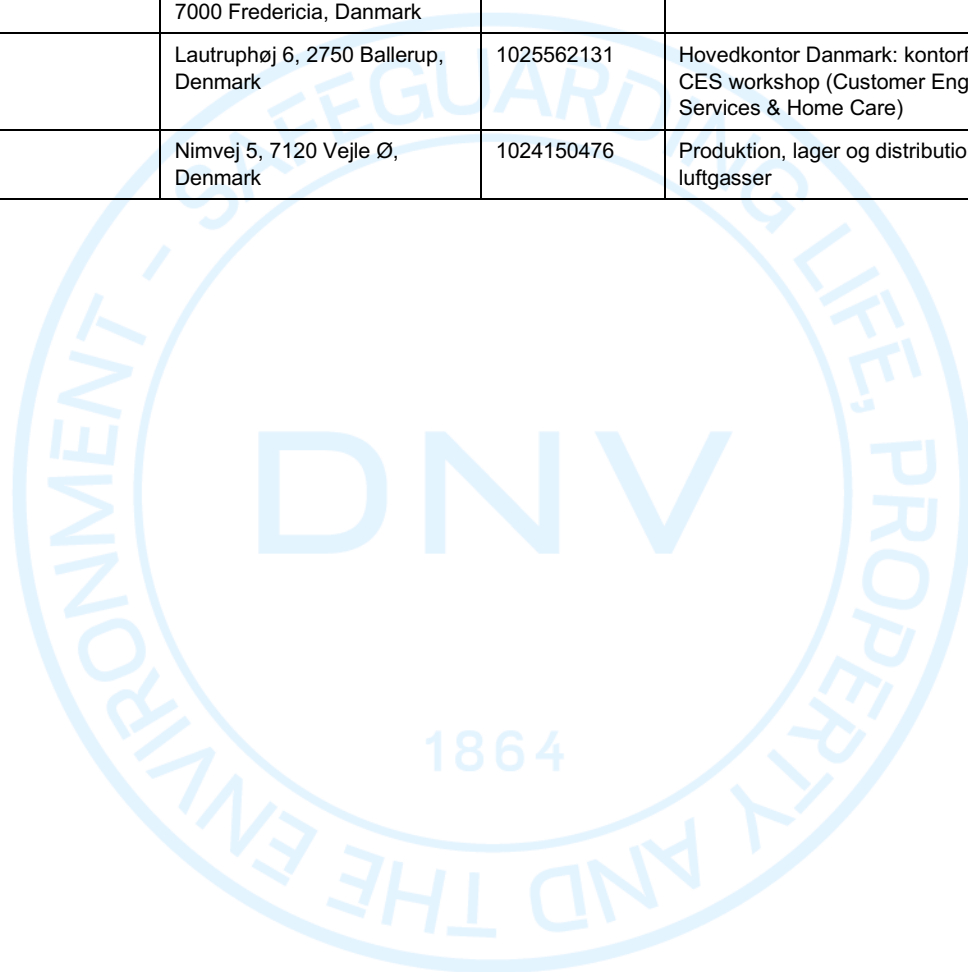 7000 Fredericia, Danmark
Lautruphøj 6, 2750 Ballerup,
Denmark
1025562131
Hovedkontor Danmark: kontorf
CES workshop (Customer Eng
Services & Home Care)
Nimvej 5, 7120 Vejle Ø,
Denmark
1024150476
Produktion, lager og distributio
luftgasser
SAFEGUARDING LIFE, PROPERTY AND THE ENVIRONMENT -
DNV
1864